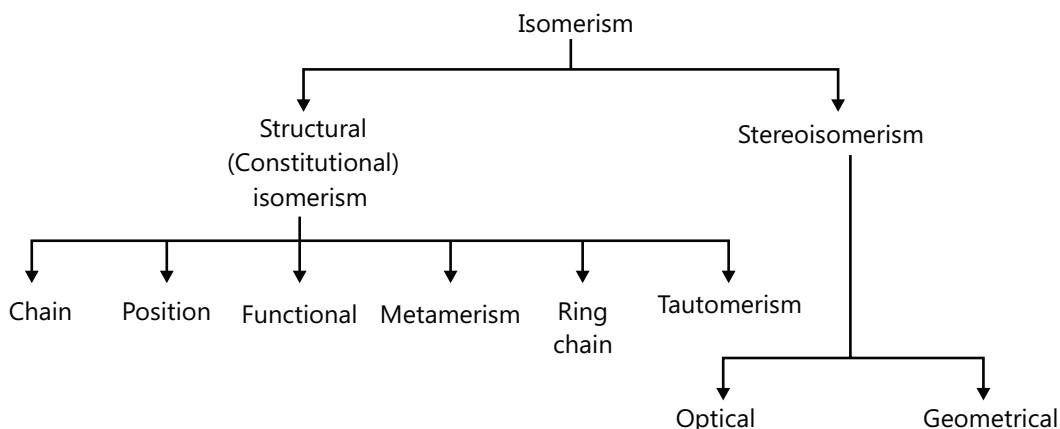 Isomerism
Structural
(Constitutional)
isomerism
Stereoisomerism
Chain
Position
Functional
Metamerism
Ring
chain
Tautomerism
Optical
Geometrical